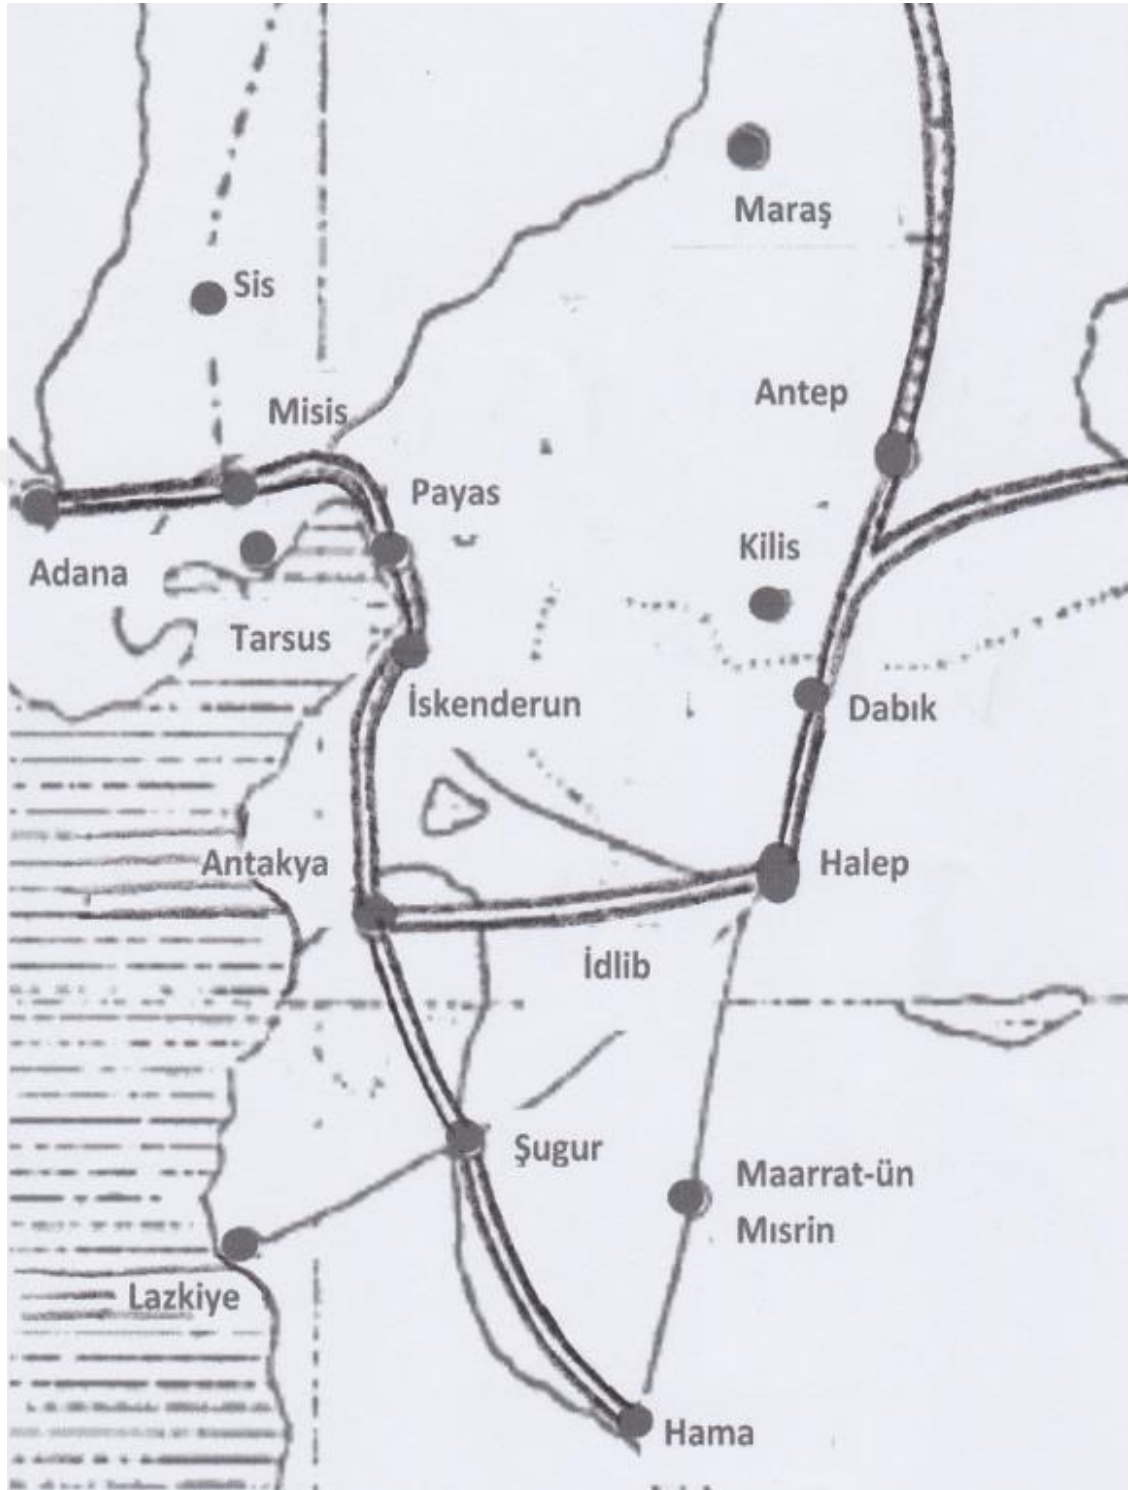 Maraş
Sis
Antep
Misis
Payas
Kilis
Adana
Tarsus
İskenderun
Dabık
Antakya
Halep
İdlib
Şugur
Maarrat-ün
Mısrin
Lazkiye
Hama